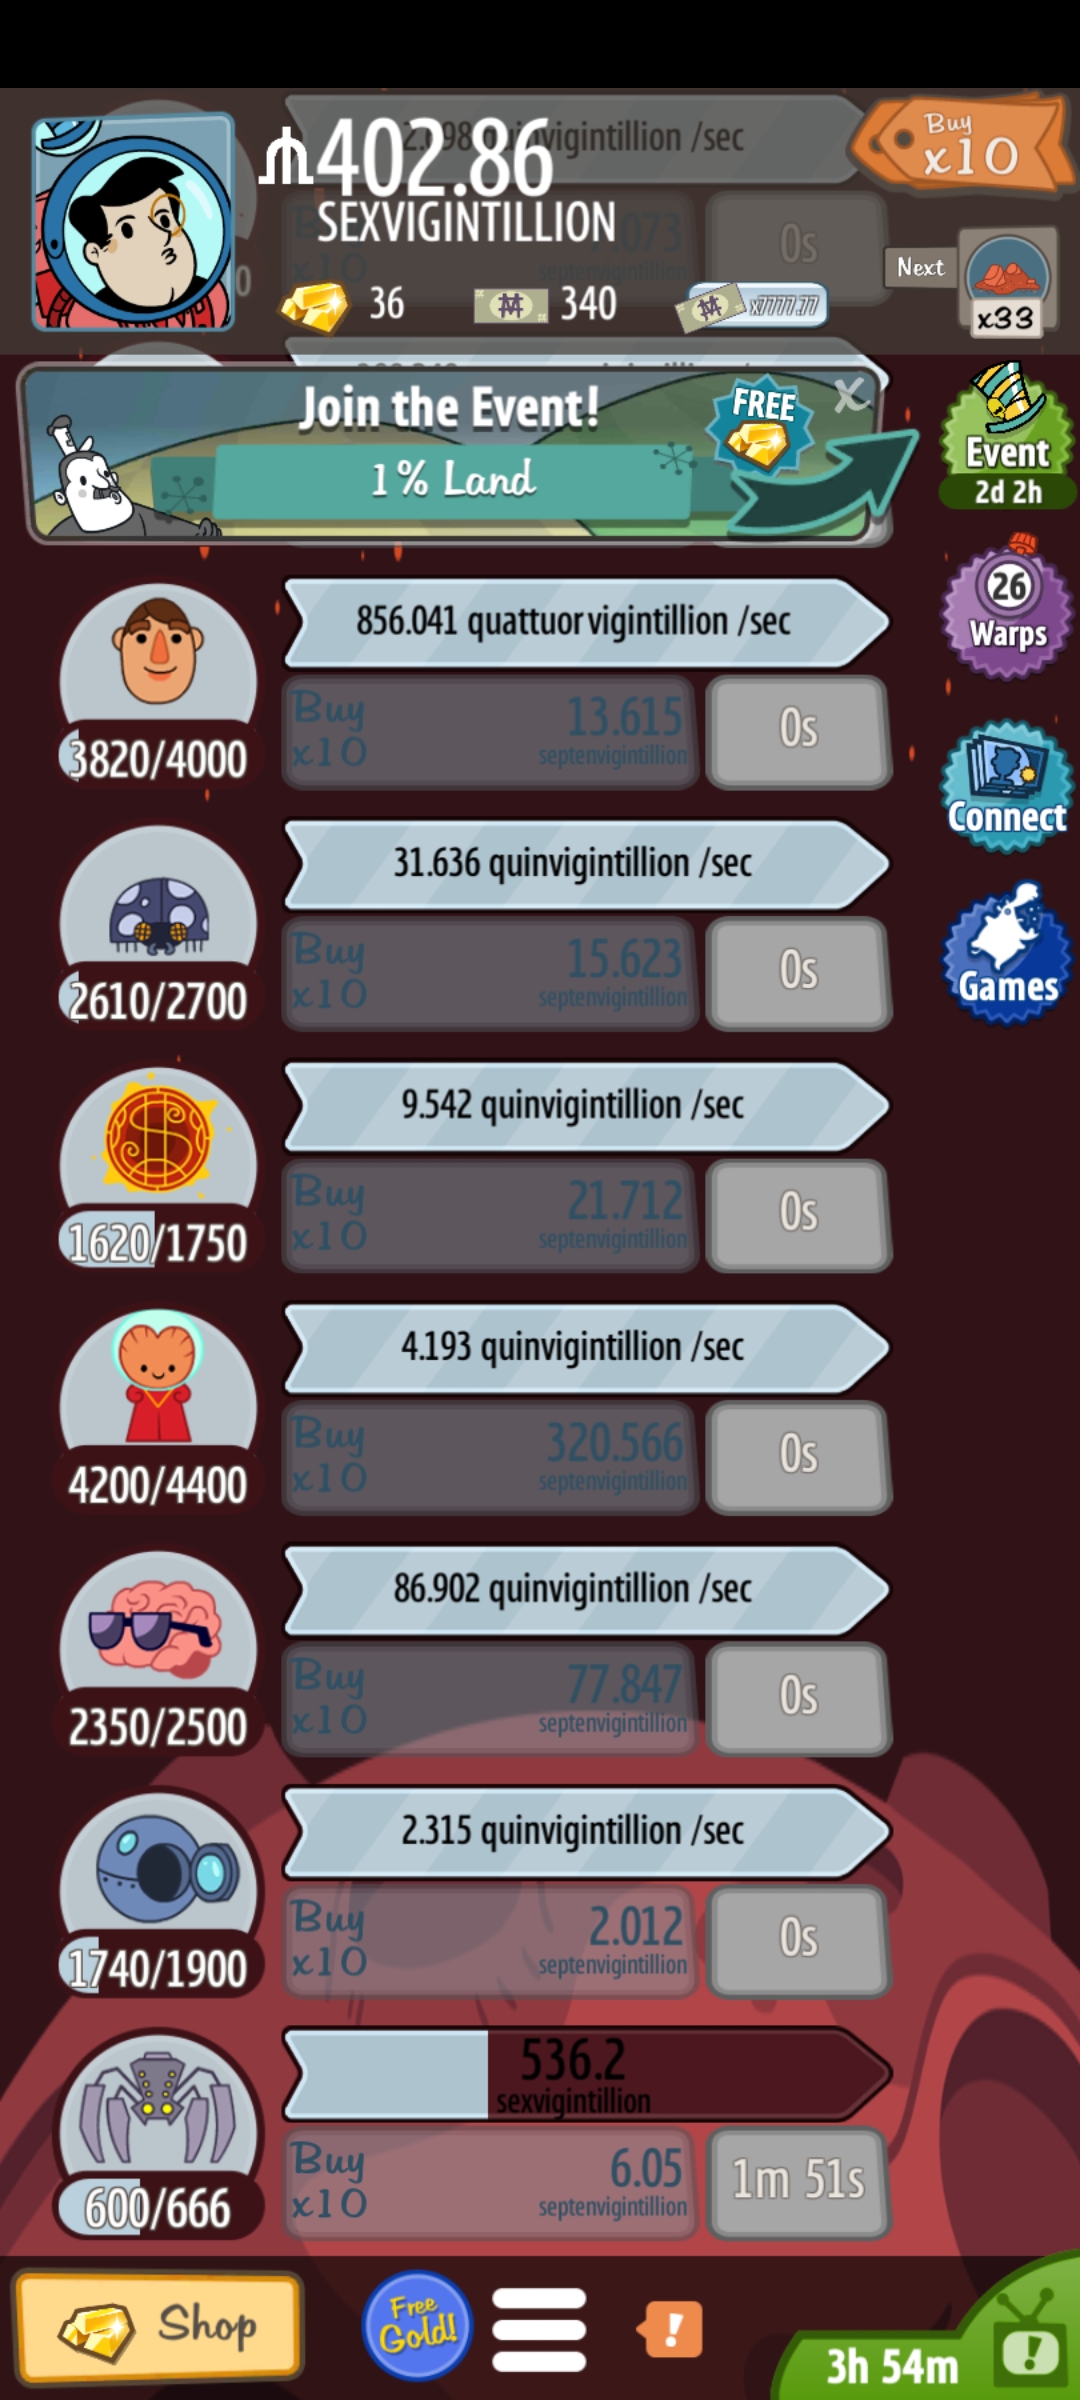 402.86
SEXVIGINTILLION
36
340
x7777.77
Buy
x10
Next
x33
/sec
0s
Join the Event!
FREE
1% Land
X
Event
2d 2h
856.041 quattuorvigintillion /sec
Buy
x10
13.615
septenvigintillion
0s
3820/4000
26
Warps
31.636 quinvigintillion /sec
Buy
x10
15.623
septenvigintillion
0s
2610/2700
Connect
Games
9.542 quinvigintillion /sec
Buy
x10
21.712
septenvigintillion
0s
1620/1750
4.193 quinvigintillion /sec
Buy
x10
320.566
septenvigintillion
0s
4200/4400
86.902 quinvigintillion /sec
Buy
x10
77.847
septenvigintillion
0s
2350/2500
2.315 quinvigintillion /sec
Buy
x10
2.012
septenvigintillion
0s
1740/1900
536.2
sexvigintillion
Buy
x10
6.05
septenvigintillion
1m 51s
600/666
Shop
Free
Gold!
!
3h 54m
!